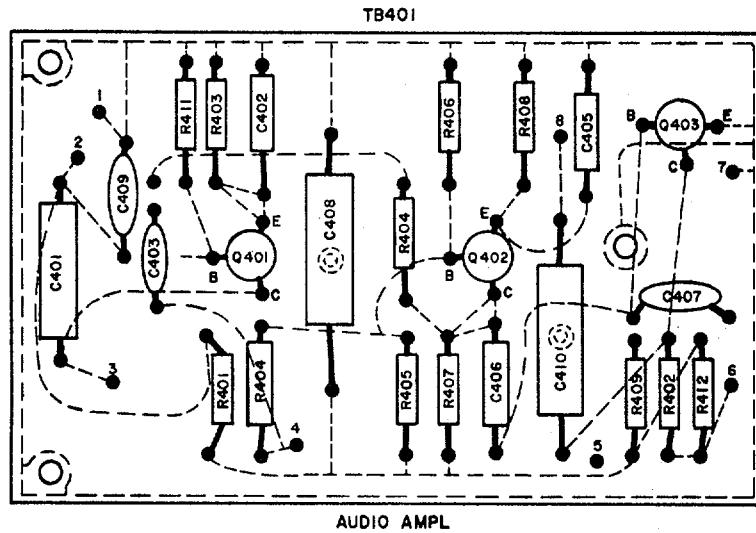 TB401
1
2
R411
R403
C402
R406
R408
8
C405
B
Q403
E
7
C
C409
C401
C403
E
Q401
B
C
C408
R404
E
Q402
B
C
C410
C407
3
R401
R404
4
R405
R407
C406
5
R409
R402
R412
6
AUDIO AMPL